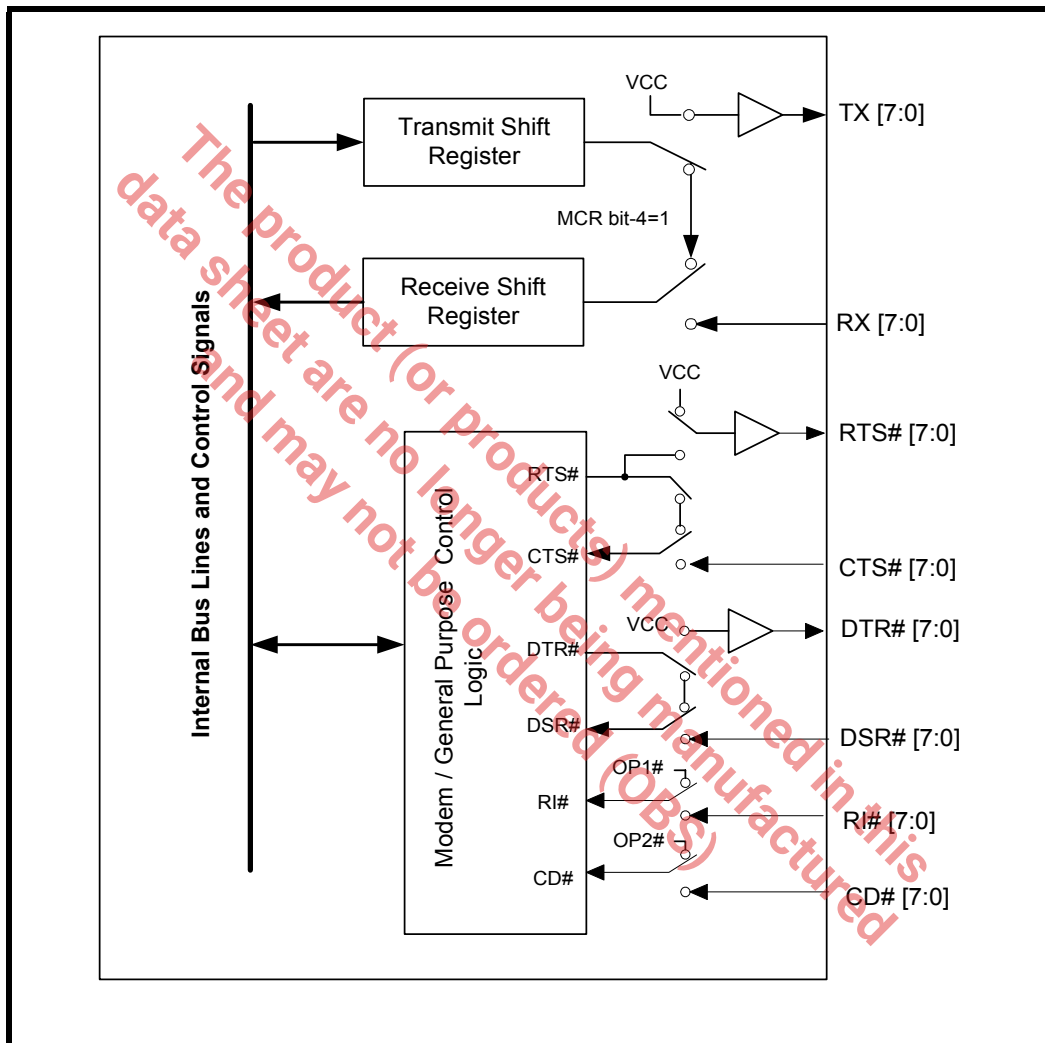 VCC
TX [7:0]
Transmit Shift
Register
MCR bit-4=1
Receive Shift
Register
RX [7:0]
VCC
RTS# [7:0]
RTS#
CTS#
CTS# [7:0]
VCC
DTR# [7:0]
DTR#
DSR#
DSR# [7:0]
OP1#
RI#
RI# [7:0]
OP2#
CD#
CD# [7:0]
Internal Bus Lines and Control Signals
Modem / General Purpose Control
Logic
The product (or products) mentioned in this
data sheet are no longer being manufactured
and may not be ordered (OBS)